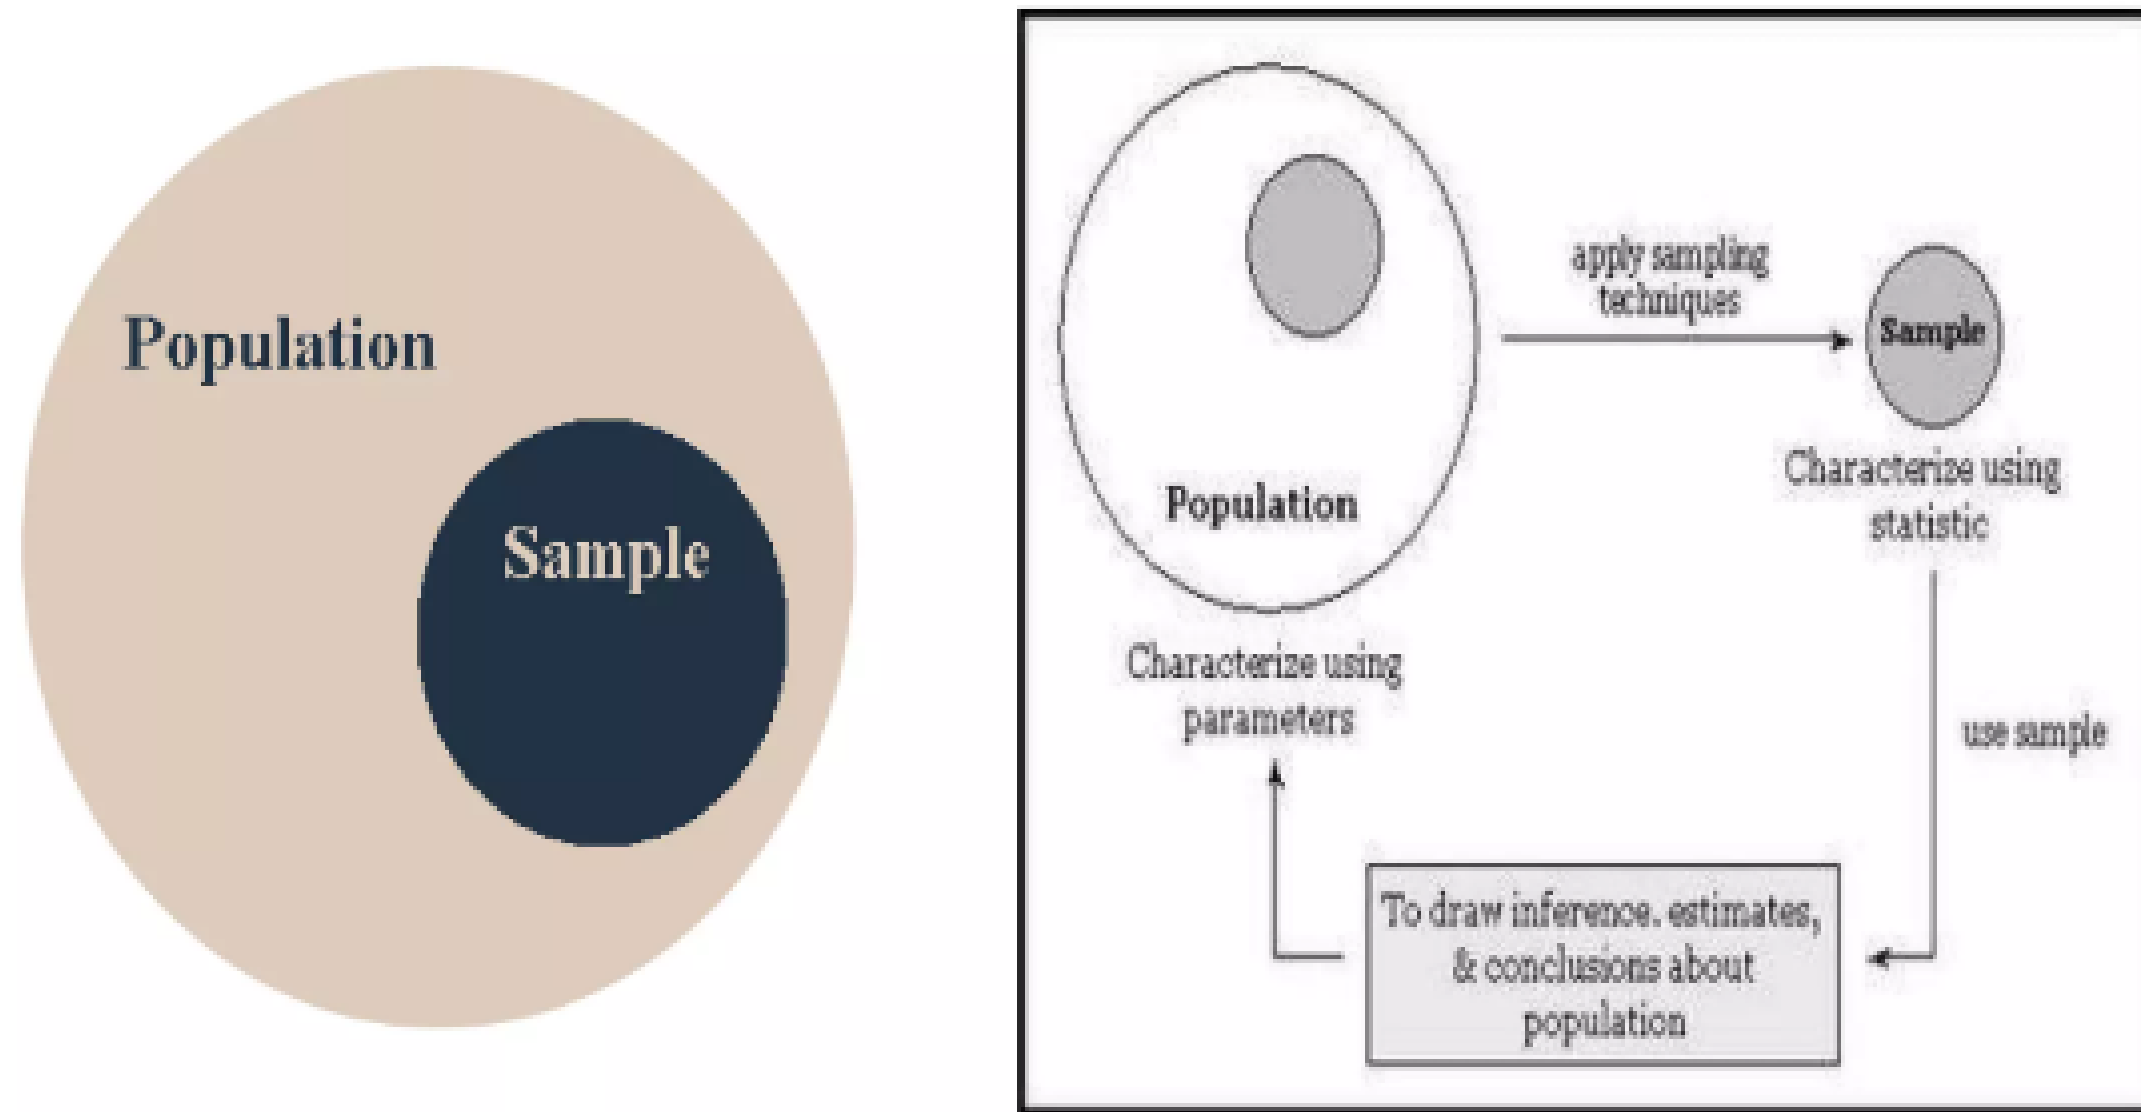 Population
Sample
apply sampling
techniques
Sample
Characterize using
statistic
Population
Characterize using
parameters
use sample
To draw inference. estimates,
& conclusions about
population